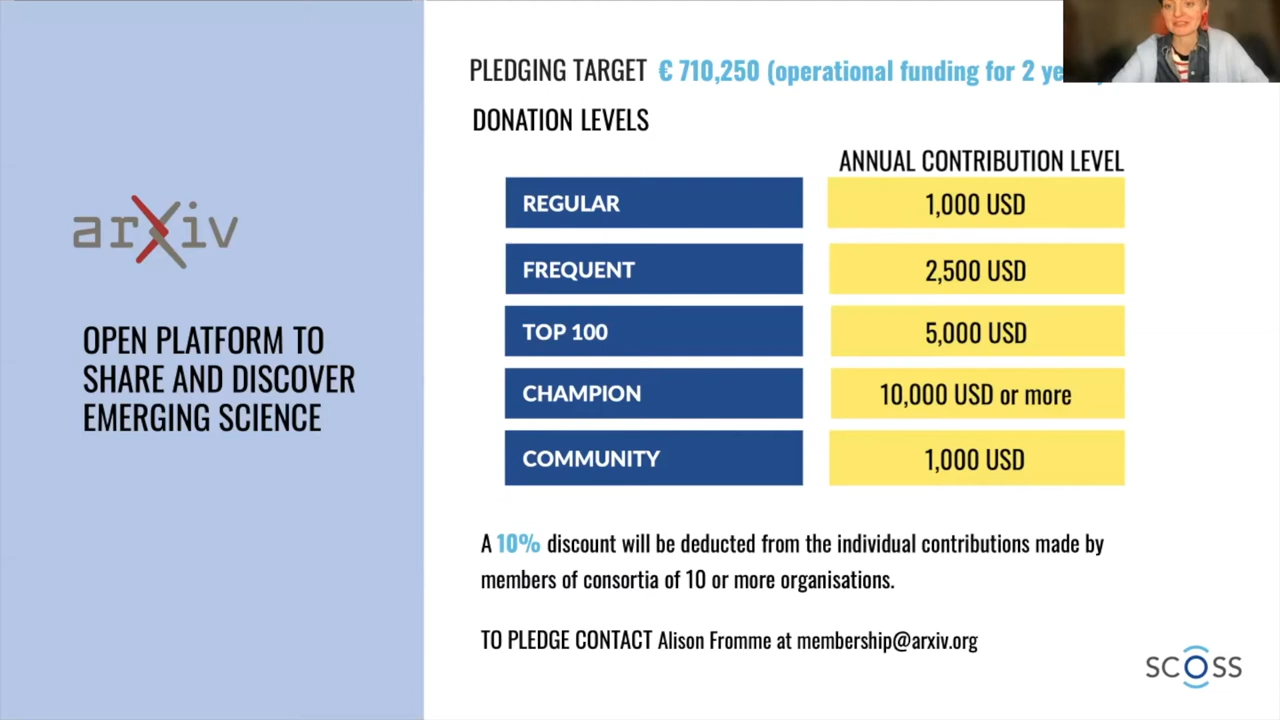 PLEDGING TARGET € 710,250 (operational funding for 2
DONATION LEVELS
ANNUAL CONTRIBUTION LEVEL
REGULAR 1,000 USD
FREQUENT 2,500 USD
TOP 100 5,000 USD
CHAMPION 10,000 USD or more
COMMUNITY 1,000 USD
arXiv
OPEN PLATFORM TO
SHARE AND DISCOVER
EMERGING SCIENCE
A 10% discount will be deducted from the individual contributions made by
members of consortia of 10 or more organisations.
TO PLEDGE CONTACT Alison Fromme at membership@arxiv.org
SCOSS